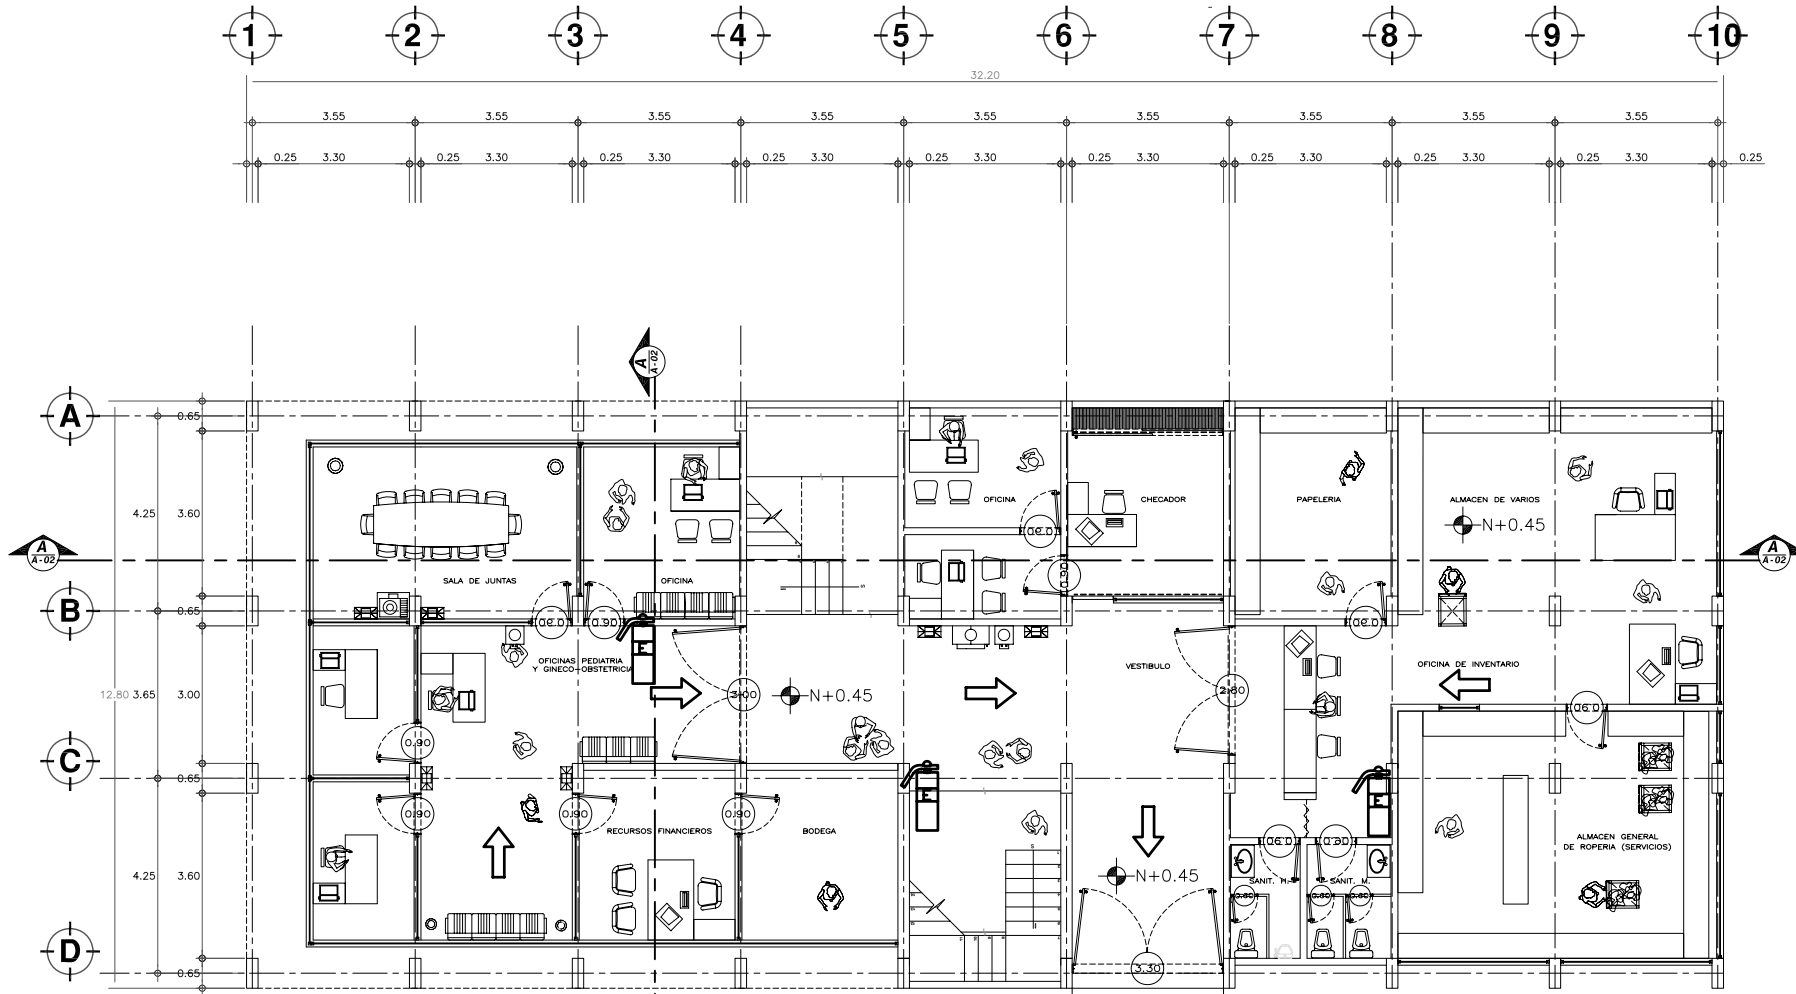 1 2 3 4 5 6 7 8 9 10
32.20
3.55 3.55 3.55 3.55 3.55 3.55 3.55 3.55 3.55
0.25 3.30 0.25 3.30 0.25 3.30 0.25 3.30 0.25 3.30 0.25 3.30 0.25 3.30 0.25 3.30 0.25 3.30 0.25
A
A-02
A
0.65
4.25 3.60
OFICINA
CHECADOR
PAPELERIA
ALMACEN DE VARIOS
N+0.45
0.90
A
A-02
A
A-02
SALA DE JUNTAS
OFICINA
0.90
B
0.65
0.90
0.90
0.90
E
OFICINAS PEDIATRIA
Y GINECO-OBSTETRICIA
VESTIBULO
OFICINA DE INVENTARIO
12.80 3.65 3.00
3.00
N+0.45
2.80
0.90
0.90
C
0.65
E
E
0.90
0.90
0.90
RECURSOS FINANCIEROS
BODEGA
0.90
0.90
ALMACEN GENERAL
DE ROPERIA (SERVICIOS)
4.25 3.60
N+0.45
SANIT. H.
SANIT. M.
0.60
0.60
0.60
D
0.65
3.30